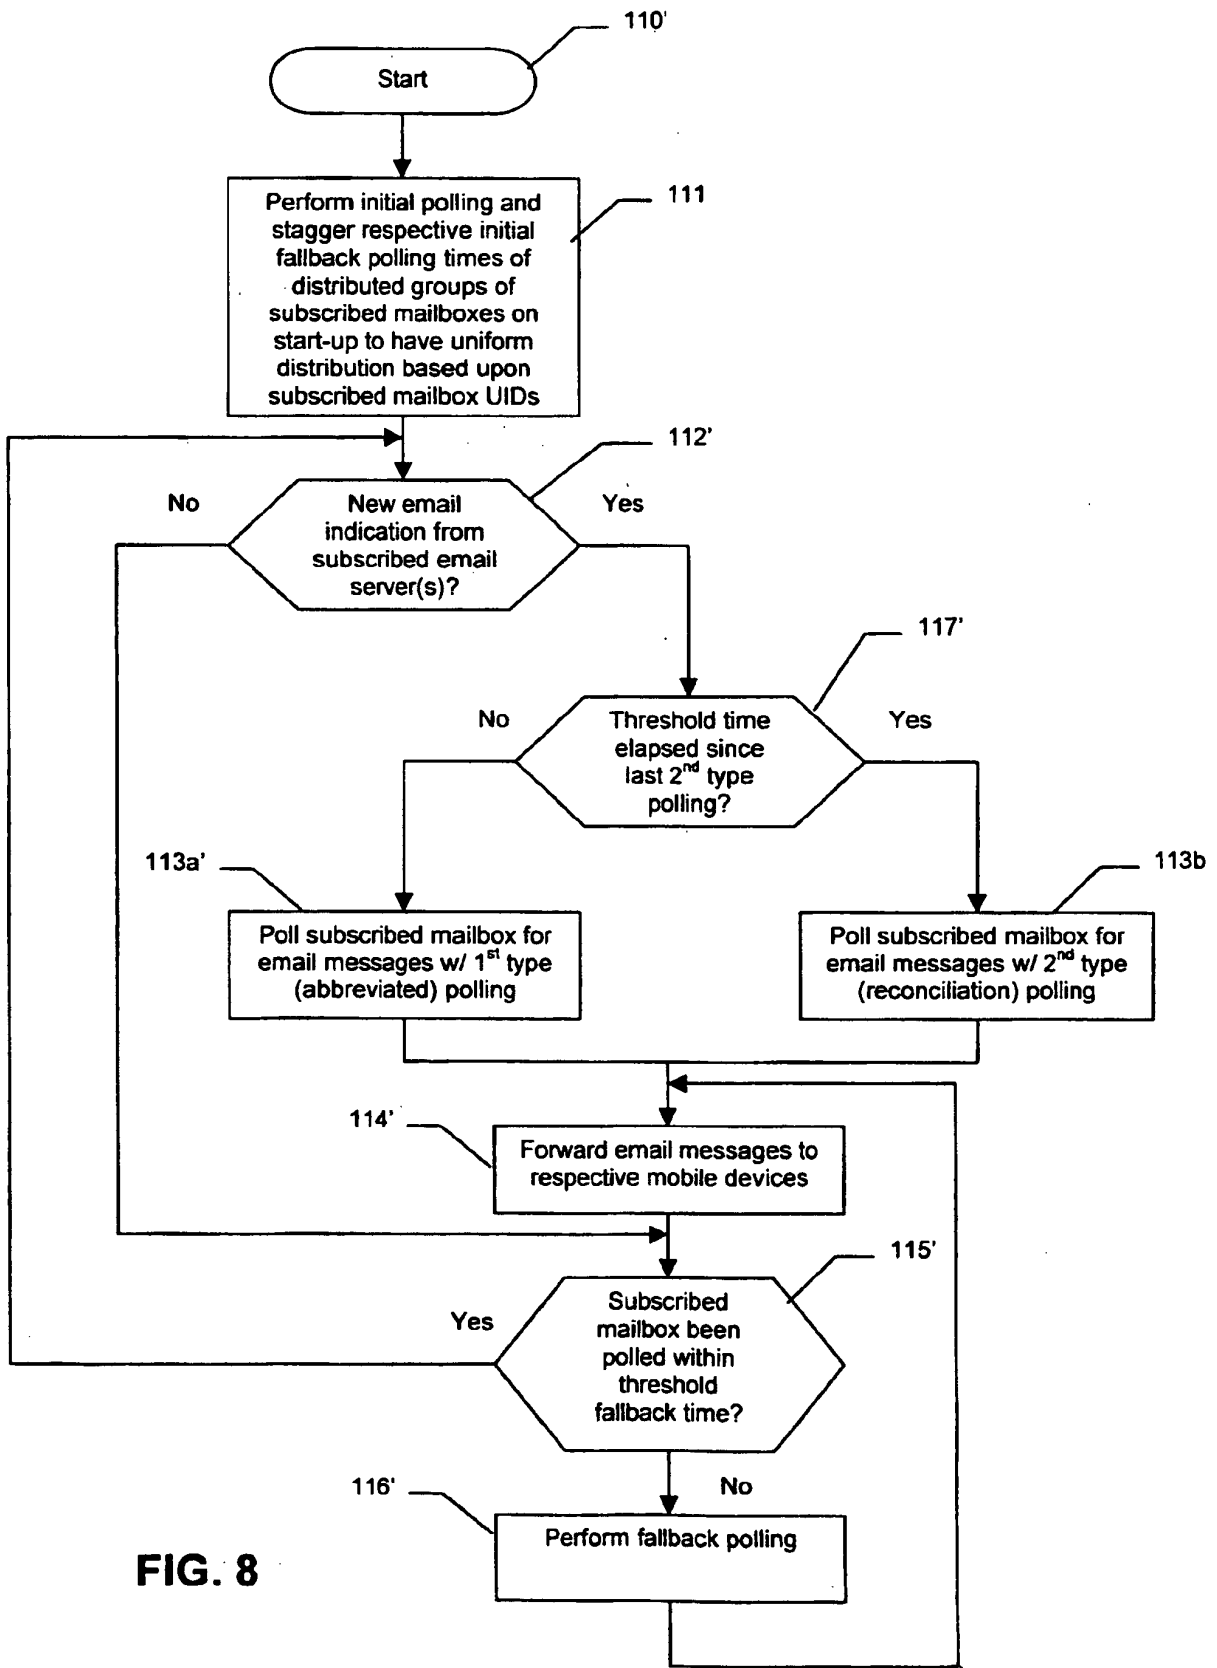 110'
Start
111
Perform initial polling and
stagger respective initial
fallback polling times of
distributed groups of
subscribed mailboxes on
start-up to have uniform
distribution based upon
subscribed mailbox UIDs
112'
No
New email
indication from
subscribed email
server(s)?
Yes
117'
No
Threshold time
elapsed since
last 2nd type
polling?
Yes
113a'
113b
Poll subscribed mailbox for
email messages w/ 1st type
(abbreviated) polling
Poll subscribed mailbox for
email messages w/ 2nd type
(reconciliation) polling
114'
Forward email messages to
respective mobile devices
115'
Yes
Subscribed
mailbox been
polled within
threshold
fallback time?
No
116'
Perform fallback polling
FIG. 8